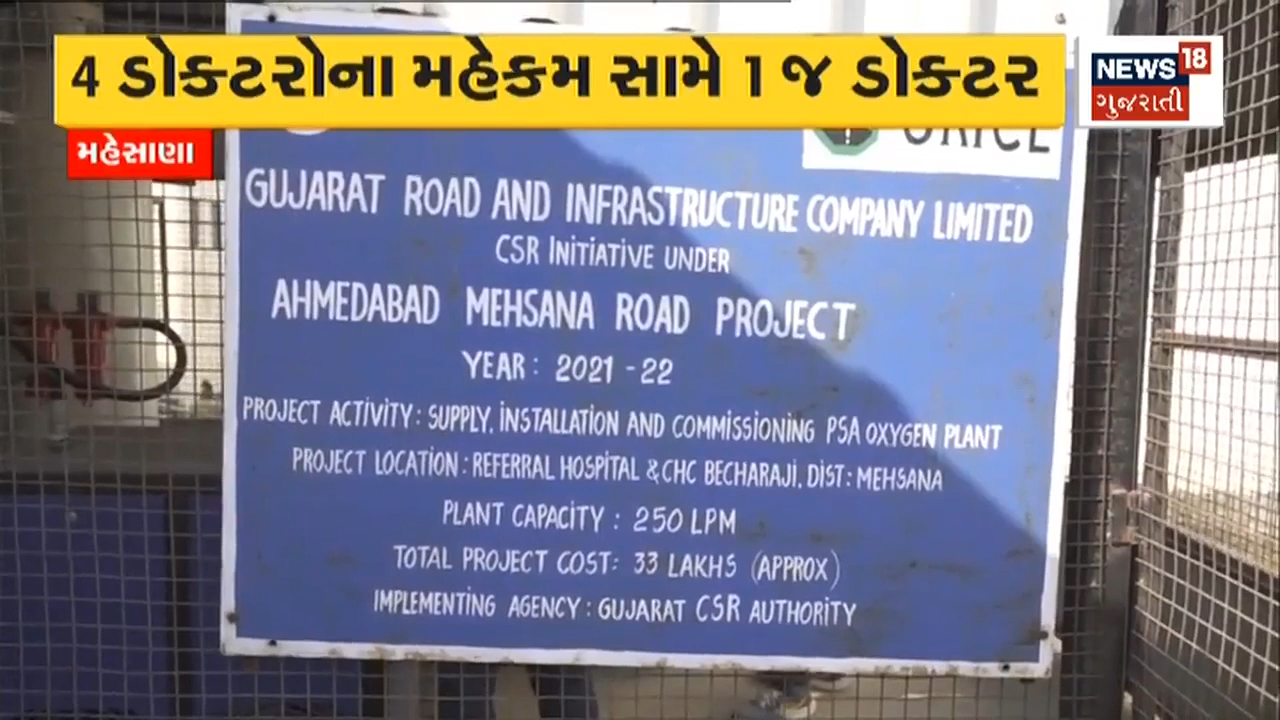 4 ડોક્ટરોના મહેકમ સામે 1 જ ડોક્ટર
NEWS 18
ગુજરાતી
મહેસાણા
GUJARAT ROAD AND INFRASTRUCTURE COMPANY LIMITED
CSR INITIATIVE UNDER
AHMEDABAD MEHSANA ROAD PROJECT
YEAR : 2021 - 22
PROJECT ACTIVITY : SUPPLY, INSTALLATION AND COMMISSIONING PSA OXYGEN PLANT
PROJECT LOCATION : REFERRAL HOSPITAL & CHC BECHARAJI, DIST : MEHSANA
PLANT CAPACITY : 250 LPM
TOTAL PROJECT COST: 33 LAKHS (APPROX)
IMPLEMENTING AGENCY : GUJARAT CSR AUTHORITY